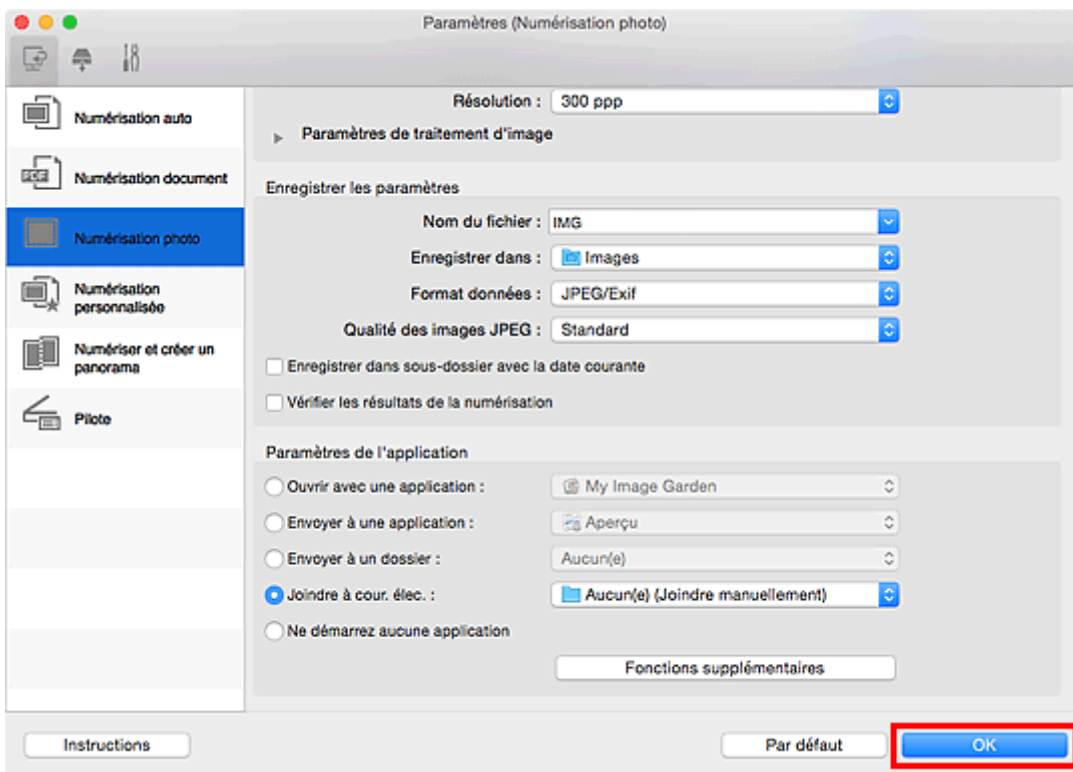 Paramètres (Numérisation photo)
Numérisation auto
PDF
Numérisation document
Numérisation photo
Numérisation
personnalisée
Numériser et créer un
panorama
Pilote
Résolution : 300 ppp
Paramètres de traitement d'image
Enregistrer les paramètres
Nom du fichier : IMG
Enregistrer dans : Images
Format données : JPEG/Exif
Qualité des images JPEG : Standard
Enregistrer dans sous-dossier avec la date courante
Vérifier les résultats de la numérisation
Paramètres de l'application
Ouvrir avec une application : My Image Garden
Envoyer à une application : Aperçu
Envoyer à un dossier : Aucun(e)
Joindre à cour. élec. : Aucun(e) (Joindre manuellement)
Ne démarrez aucune application
Fonctions supplémentaires
Instructions
Par défaut
OK